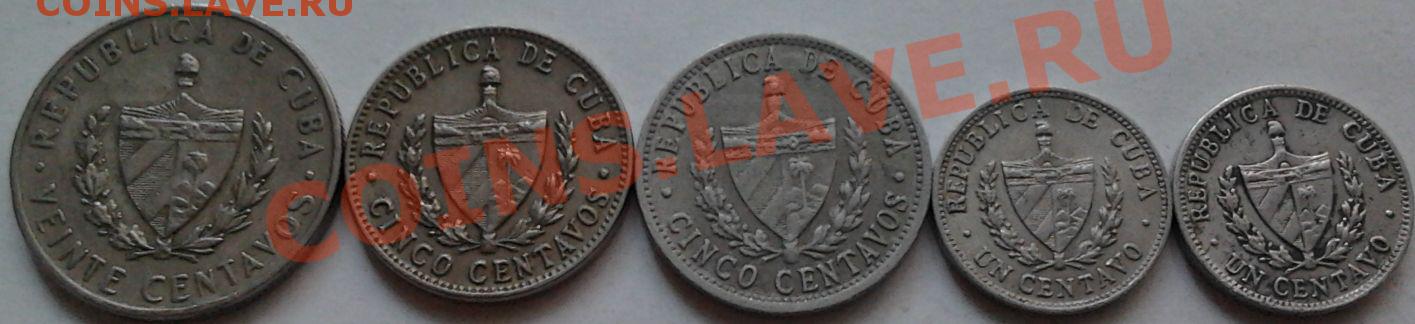 COINS.LAVE.RU
COINS.LAVE.RU
REPUBLICA DE CUBA
VEINTE CENTAVOS
REPUBLICA DE CUBA
CINCO CENTAVOS
REPUBLICA DE CUBA
CINCO CENTAVOS
REPUBLICA DE CUBA
UN CENTAVO
REPUBLICA DE CUBA
UN CENTAVO